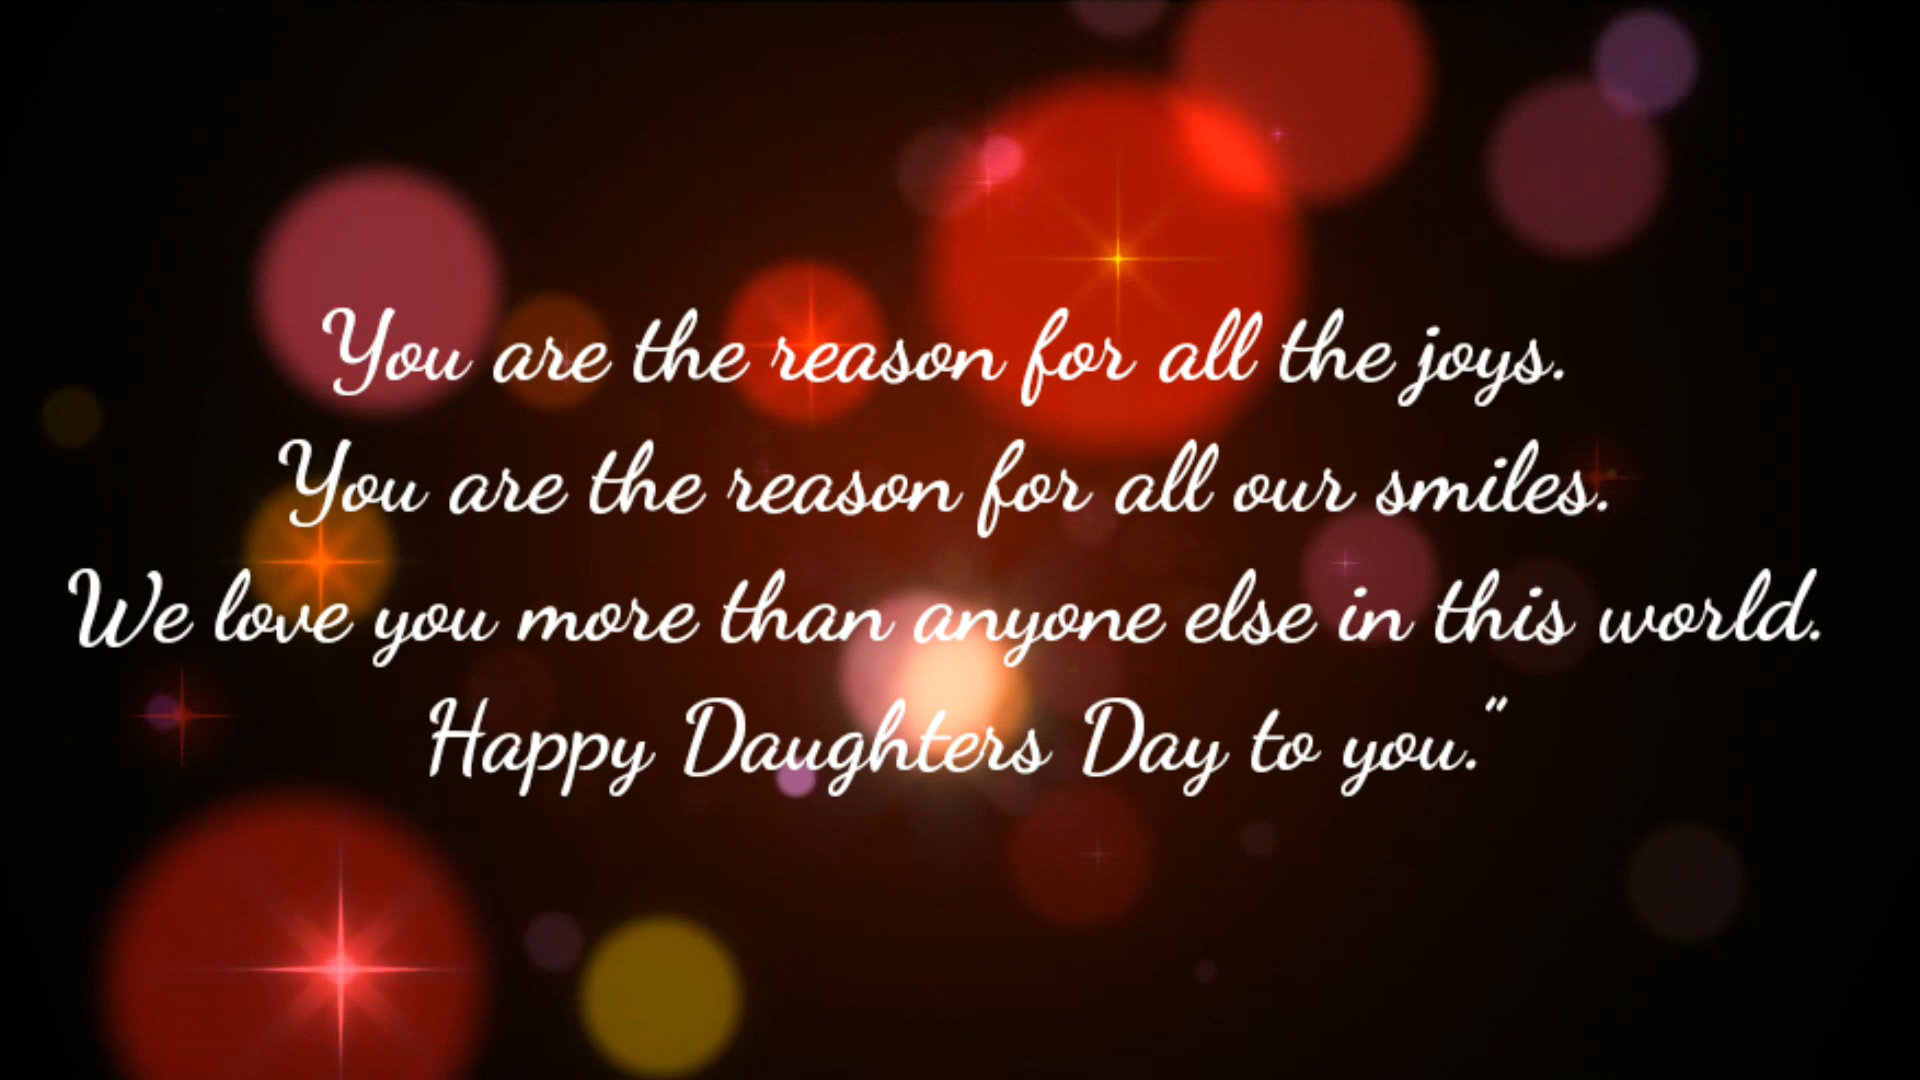 You are the reason for all the joys.
You are the reason for all our smiles.
We love you more than anyone else in this world.
Happy Daughters Day to you.”